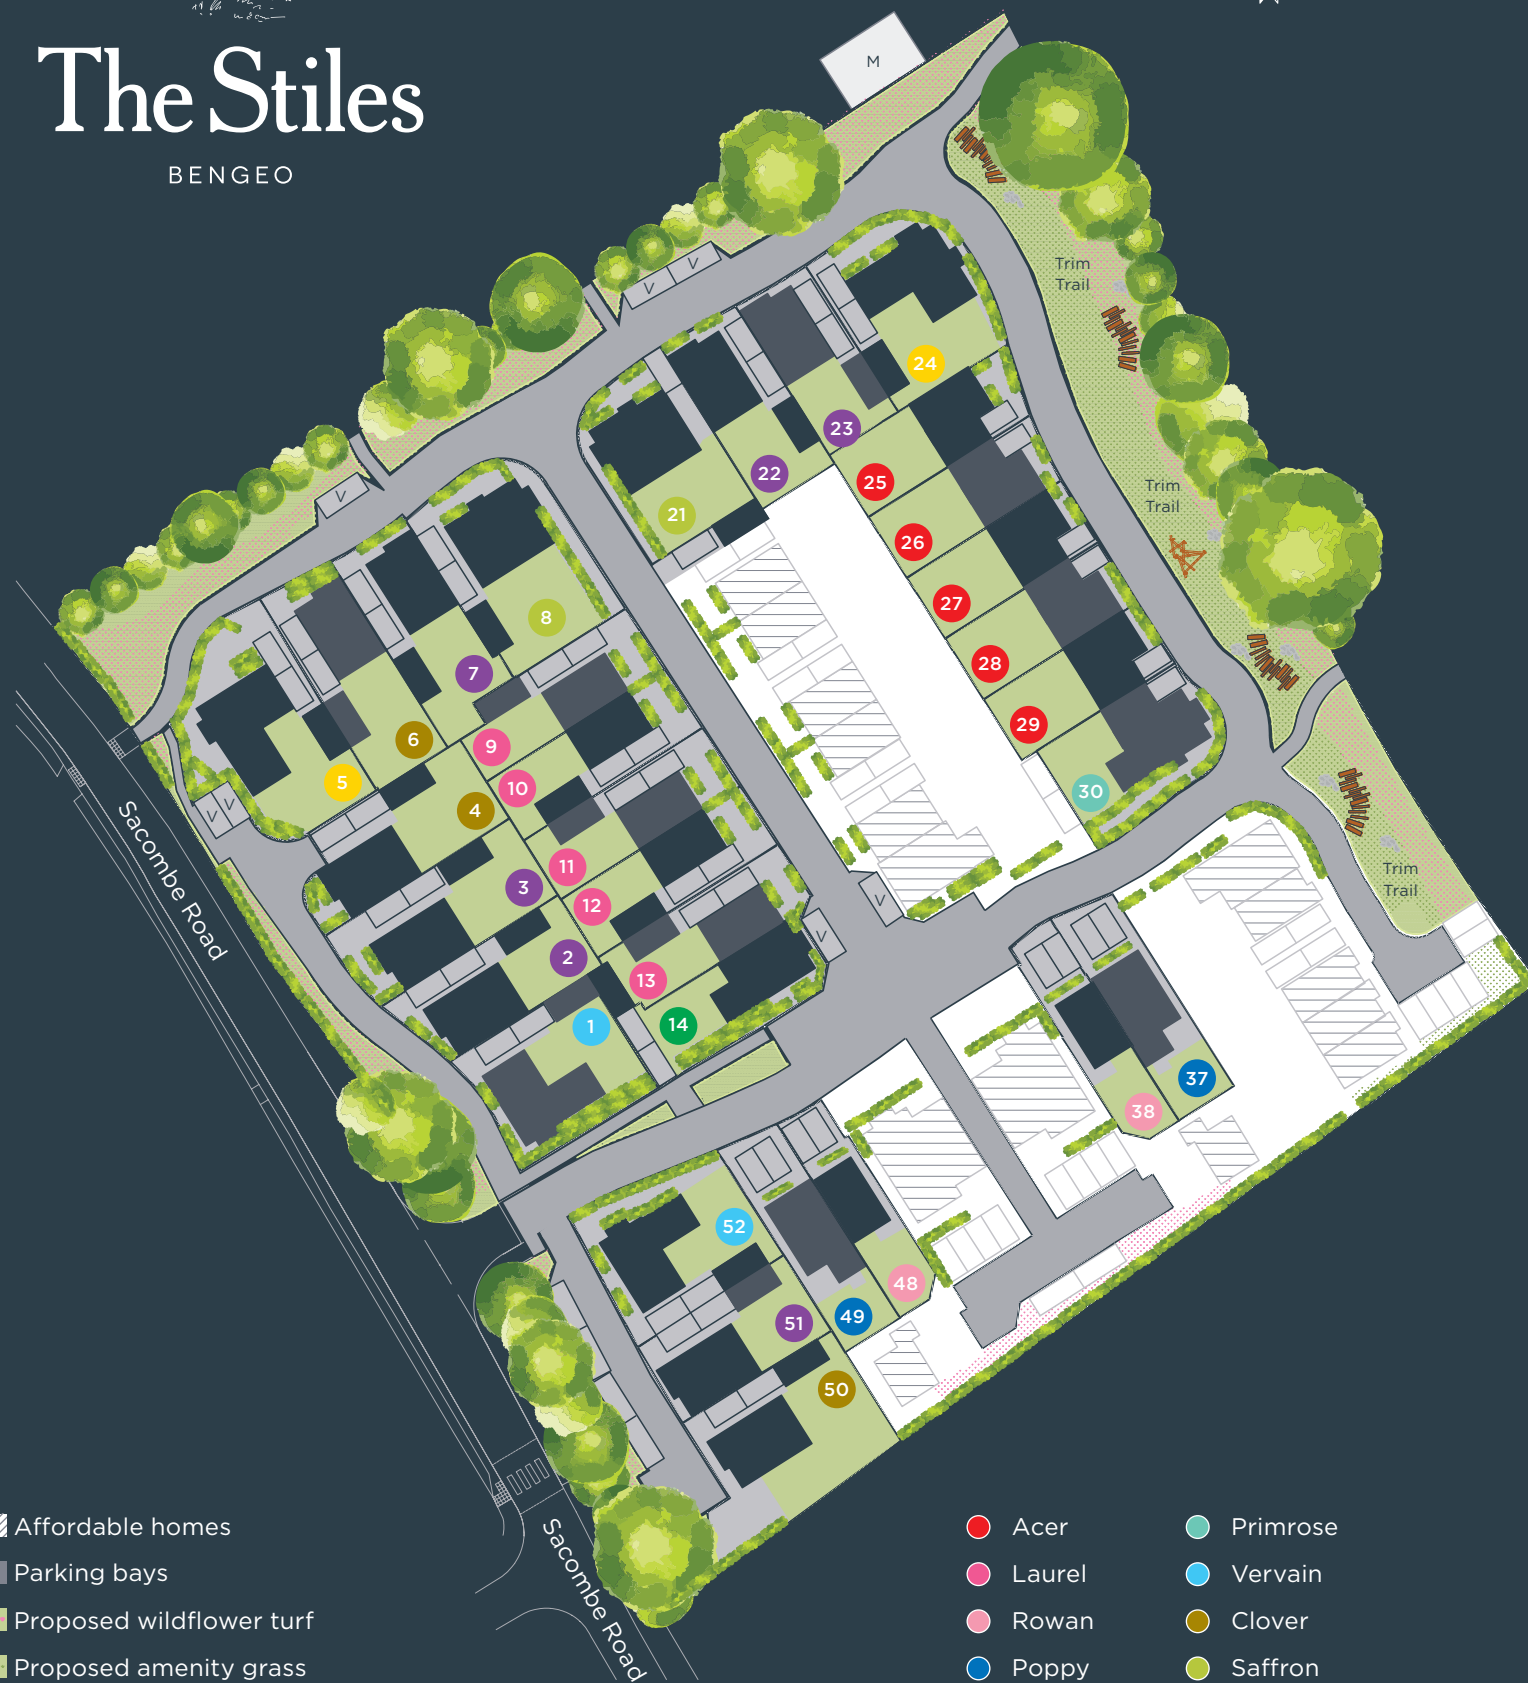 The Stiles
BENGEO
M
Trim
Trail
V
V
24
23
22
25
Trim
Trail
V
21
26
8
27
7
28
6
9
29
5
10
30
V
V
4
11
3
12
Trim
Trail
V
V
2
13
1
14
37
38
Sacombe Road
52
48
49
51
50
Sacombe Road
Affordable homes
Parking bays
Proposed wildflower turf
Proposed amenity grass
Acer
Laurel
Rowan
Poppy
Primrose
Vervain
Clover
Saffron